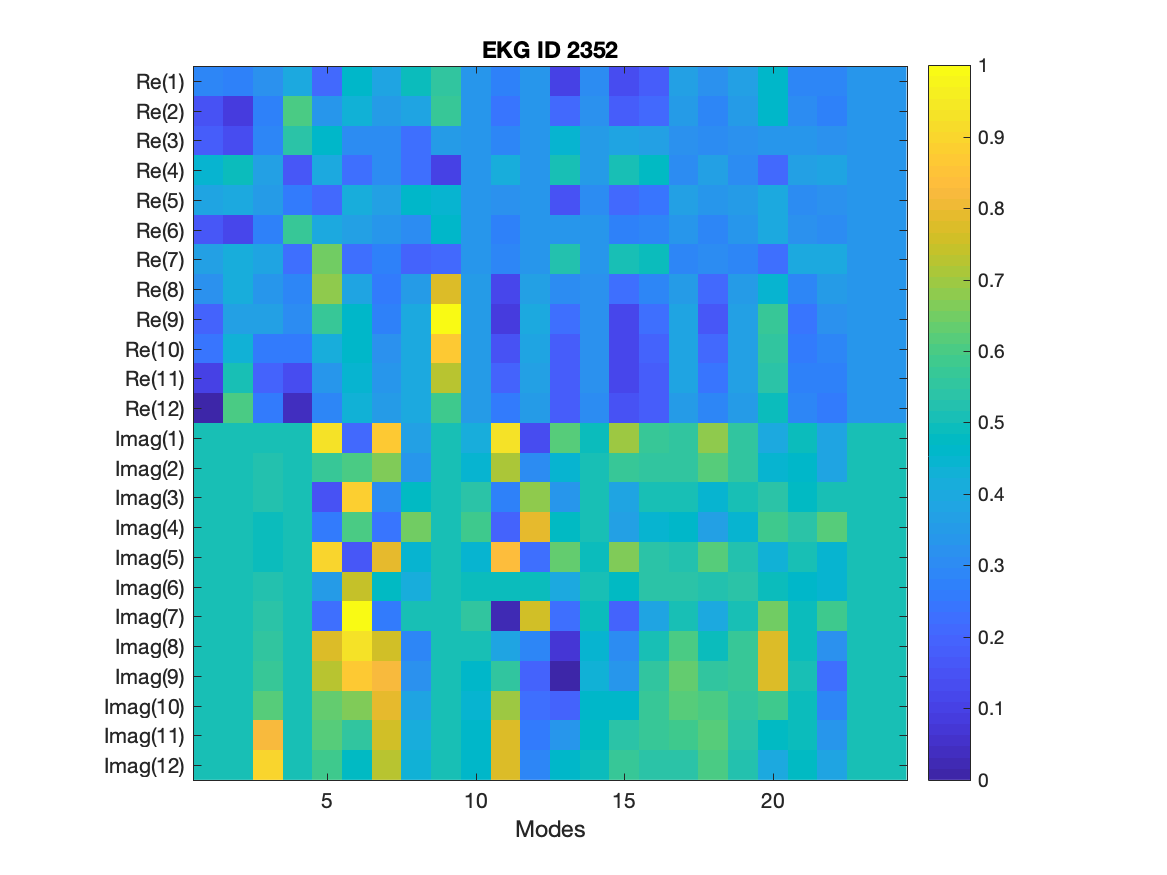 EKG ID 2352
Re(1)
Re(2)
Re(3)
Re(4)
Re(5)
Re(6)
Re(7)
Re(8)
Re(9)
Re(10)
Re(11)
Re(12)
Imag(1)
Imag(2)
Imag(3)
Imag(4)
Imag(5)
Imag(6)
Imag(7)
Imag(8)
Imag(9)
Imag(10)
Imag(11)
Imag(12)
5 10 15 20
Modes
1
0.9
0.8
0.7
0.6
0.5
0.4
0.3
0.2
0.1
0